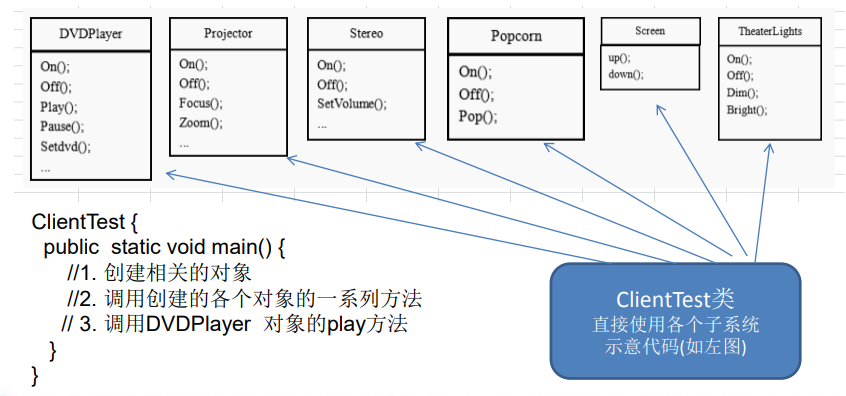 DVDPlayer
On();
Off();
Play();
Pause();
Setdvd();
...
Projector
On();
Off();
Focus();
Zoom();
...
Stereo
On();
Off();
SetVolume();
...
Popcorn
On();
Off();
Pop();
Screen
up();
down();
TheaterLights
On();
Off();
Dim();
Bright();
ClientTest {
public static void main() {
//1. 创建相关的对象
//2. 调用创建的各个对象的一系列方法
// 3. 调用DVDPlayer 对象的play方法
}
}
ClientTest类
直接使用各个子系统
示意代码(如左图)